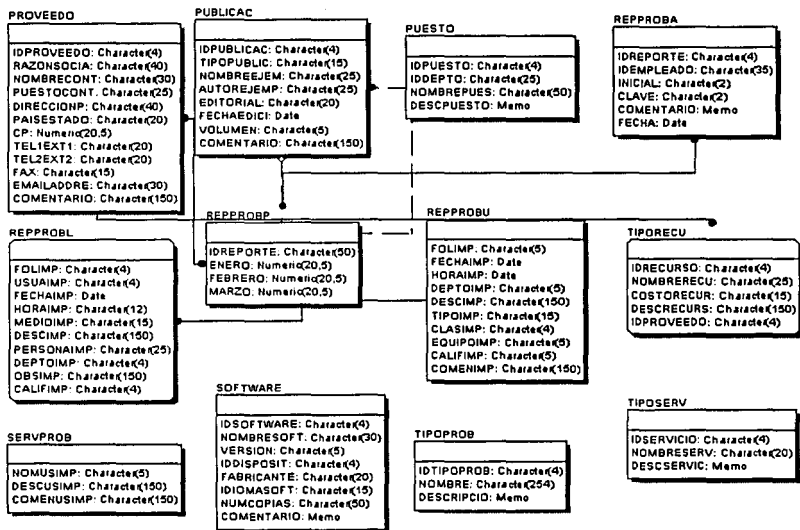 PROVEEDO
IDPROVEEDO: Character(4)
RAZONSOCIA: Character(40)
NOMBRECONT: Character(30)
PUESTOCONT: Character(25)
DIRECCIONP: Character(40)
PAISESTADO: Character(20)
CP: Numeric(20,5)
TEL1EXT1: Character(20)
TEL2EXT2: Character(20)
FAX: Character(15)
EMAILADDRE: Character(30)
COMENTARIO: Character(150)
PUBLICAC
IDPUBLICAC: Character(4)
TIPOPUBLIC: Character(15)
NOMBREEJEM: Character(25)
AUTOREJEMP: Character(25)
EDITORIAL: Character(20)
FECHAEDICI: Date
VOLUMEN: Character(5)
COMENTARIO: Character(150)
PUESTO
IDPUESTO: Character(4)
IDDEPTO: Character(25)
NOMBREPUES: Character(50)
DESCPUESTO: Memo
REPPROBA
IDREPORTE: Character(4)
IDEMPLEADO: Character(35)
INICIAL: Character(2)
CLAVE: Character(2)
COMENTARIO: Memo
FECHA: Date
REPPROBL
FOLIMP: Character(4)
USUAIMP: Character(4)
FECHAIMP: Date
HORAIMP: Character(12)
MEDIOIMP: Character(15)
DESCIMP: Character(150)
PERSONAIMP: Character(25)
DEPTOIMP: Character(4)
OBSIMP: Character(150)
CALIFIMP: Character(4)
REPPROBP
IDREPORTE: Character(50)
ENERO: Numeric(20,5)
FEBRERO: Numeric(20,5)
MARZO: Numeric(20,5)
REPPROBU
FOLIMP: Character(5)
FECHAIMP: Date
HORAIMP: Date
DEPTOIMP: Character(5)
DESCIMP: Character(150)
TIPOIMP: Character(15)
CLASIMP: Character(4)
EQUIPOIMP: Character(5)
CALIFIMP: Character(5)
COMENIMP: Character(150)
TIPORECU
IDRECURSO: Character(4)
NOMBRERECU: Character(25)
COSTORECUR: Character(15)
DESCRECURS: Character(150)
IDPROVEEDO: Character(4)
SERVPROB
NOMUSIMP: Character(5)
DESCUSIMP: Character(150)
COMENUSIMP: Character(150)
SOFTWARE
IDSOFTWARE: Character(4)
NOMBRESOFT: Character(30)
VERSION: Character(5)
IDDISPOSIT: Character(4)
FABRICANTE: Character(20)
IDIOMASOFT: Character(15)
NUMCOPIAS: Character(50)
COMENTARIO: Memo
TIPOPROB
IDTIPOPROB: Character(4)
NOMBRE: Character(254)
DESCRIPCIO: Memo
TIPOSERV
IDSERVICIO: Character(4)
NOMBRESERV: Character(20)
DESCSERVIC: Memo